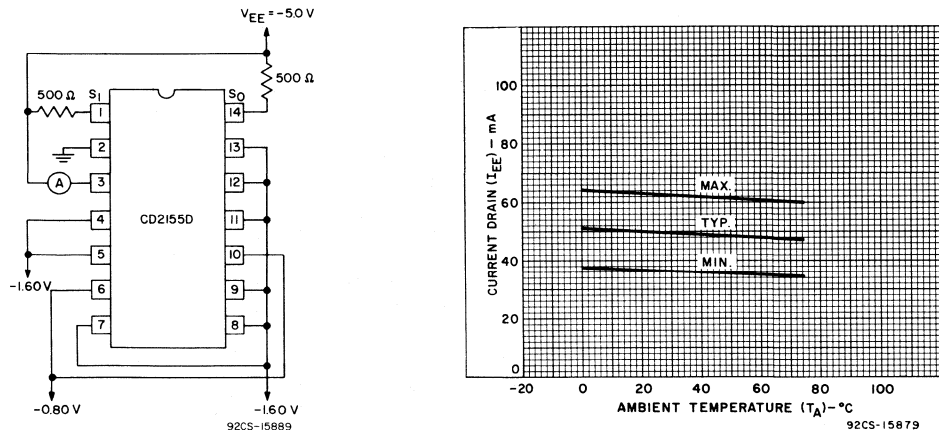 V_EE = –5.0 V
500 Ω
500 Ω
S_1
S_0
1
14
2
13
A
3
12
CD2155D
4
11
5
10
–1.60 V
6
9
7
8
–0.80 V
–1.60 V
92CS-15889
CURRENT DRAIN (I_EE) – mA
100
80
60
40
20
0
MAX.
TYP.
MIN.
–20
0
20
40
60
80
100
AMBIENT TEMPERATURE (T_A) – °C
92CS-15879